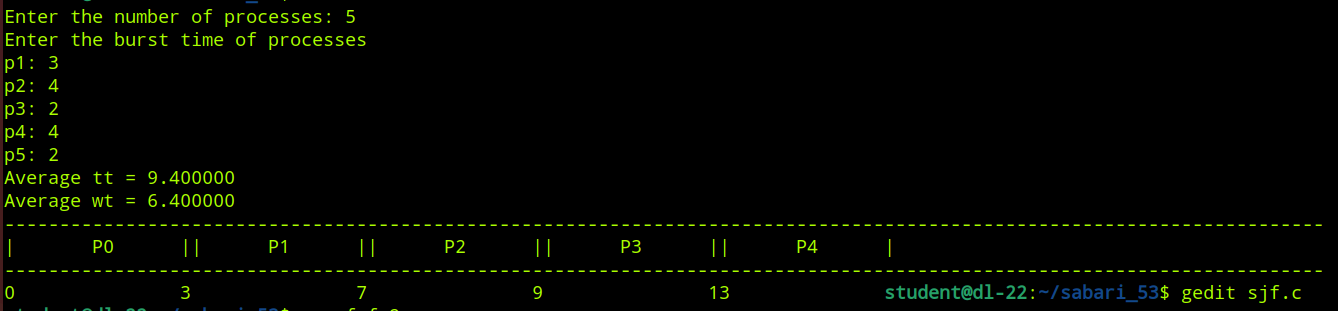 Enter the number of processes: 5
Enter the burst time of processes
p1: 3
p2: 4
p3: 2
p4: 4
p5: 2
Average tt = 9.400000
Average wt = 6.400000
------------------------------------------------------------------------------------------------------------------------
|       P0      ||      P1      ||      P2      ||      P3      ||      P4      |
------------------------------------------------------------------------------------------------------------------------
0               3               7               9               13              student@dl-22:~/sabari_53$ gedit sjf.c